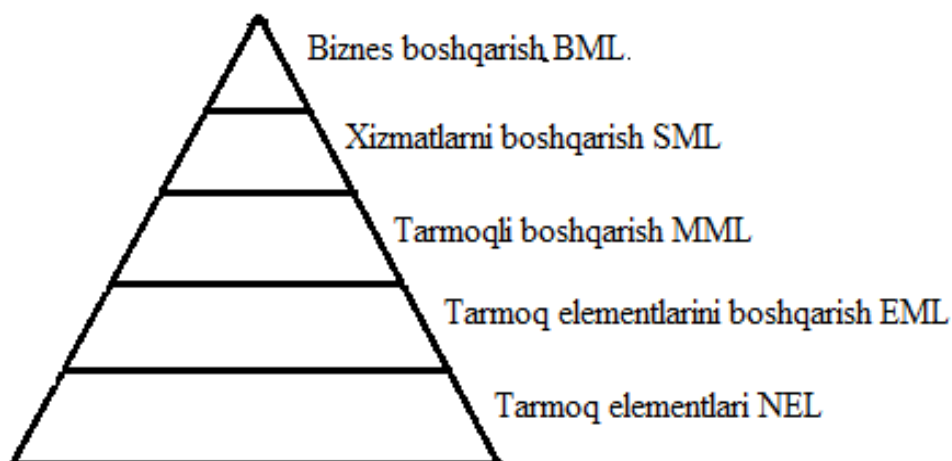 Biznes boshqarish BML.
Xizmatlarni boshqarish SML
Tarmoqli boshqarish MML
Tarmoq elementlarini boshqarish EML
Tarmoq elementlari NEL